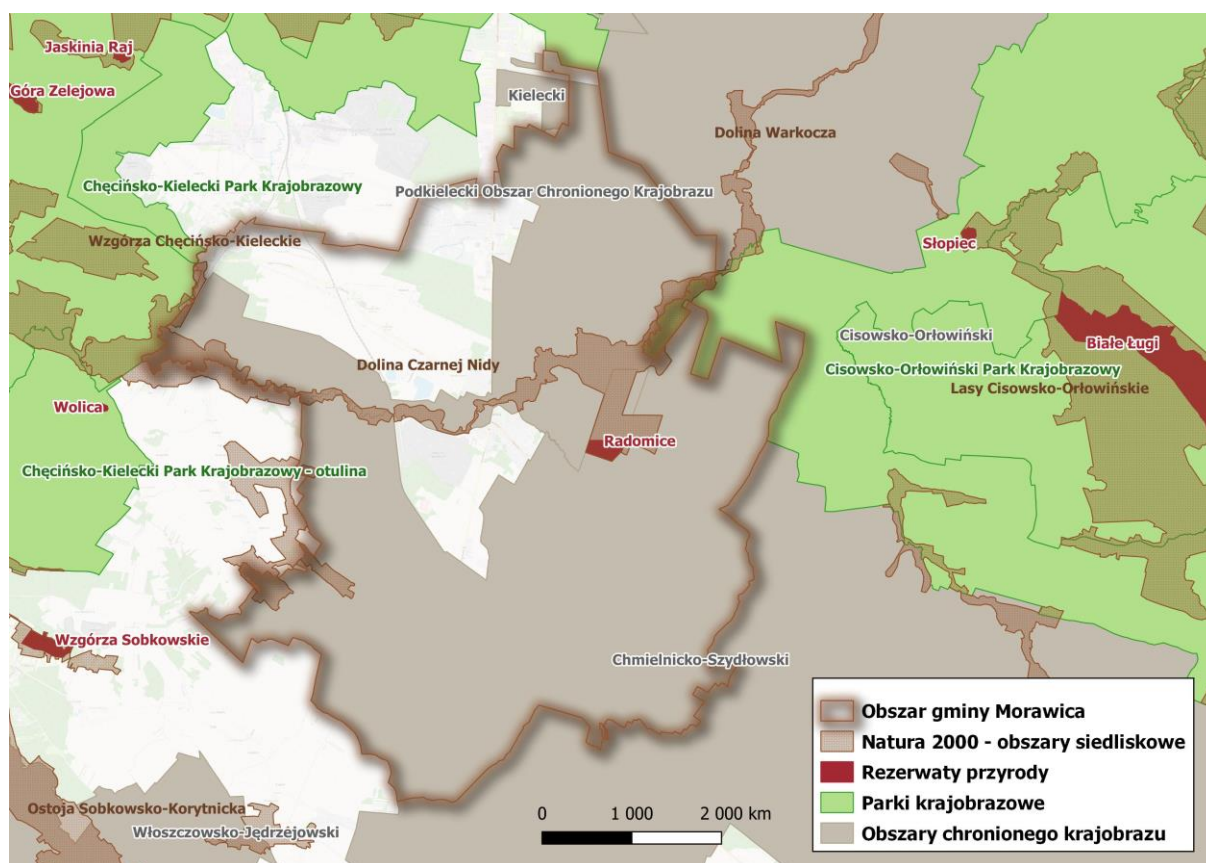 Jaskinia Raj
Góra Zelejowa
Kielecki
Dolina Warkocza
Chęcińsko-Kielecki Park Krajobrazowy
Podkielecki Obszar Chronionego Krajobrazu
Wzgórza Chęcińsko-Kieleckie
Słopiec
Cisowsko-Orłowiński
Białe Ługi
Dolina Czarnej Nidy
Cisowsko-Orłowiński Park Krajobrazowy
Lasy Cisowsko-Orłowińskie
Wolica
Radomice
Chęcińsko-Kielecki Park Krajobrazowy - otulina
Wzgórza Sobkowskie
Chmielnicko-Szydłowski
Ostoja Sobkowsko-Korytnicka
Włoszczowsko-Jędrzejowski
0 1 000 2 000 km
Obszar gminy Morawica
Natura 2000 - obszary siedliskowe
Rezerwaty przyrody
Parki krajobrazowe
Obszary chronionego krajobrazu